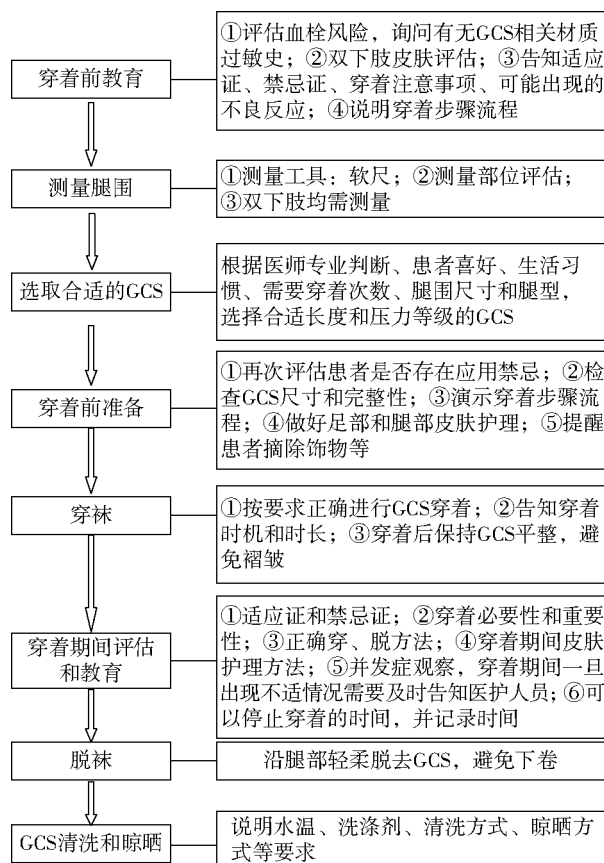 ①评估血栓风险，询问有无GCS相关材质
过敏史；②双下肢皮肤评估；③告知适应
证、禁忌证、穿着注意事项、可能出现的
不良反应；④说明穿着步骤流程
穿着前教育
①测量工具：软尺；②测量部位评估；
③双下肢均需测量
测量腿围
根据医师专业判断、患者喜好、生活习
惯、需要穿着次数、腿围尺寸和腿型，
选择合适长度和压力等级的GCS
选取合适的GCS
①再次评估患者是否存在应用禁忌；②检
查GCS尺寸和完整性；③演示穿着步骤流
程；④做好足部和腿部皮肤护理；⑤提醒
患者摘除饰物等
穿着前准备
①按要求正确进行GCS穿着；②告知穿着
时机和时长；③穿着后保持GCS平整，避
免褶皱
穿袜
①适应证和禁忌证；②穿着必要性和重要
性；③正确穿、脱方法；④穿着期间皮肤
护理方法；⑤并发症观察，穿着期间一旦
出现不适情况需要及时告知医护人员；⑥可
以停止穿着的时间，并记录时间
穿着期间评估
和教育
脱袜
沿腿部轻柔脱去GCS，避免下卷
GCS清洗和晾晒
说明水温、洗涤剂、清洗方式、晾晒方
式等要求